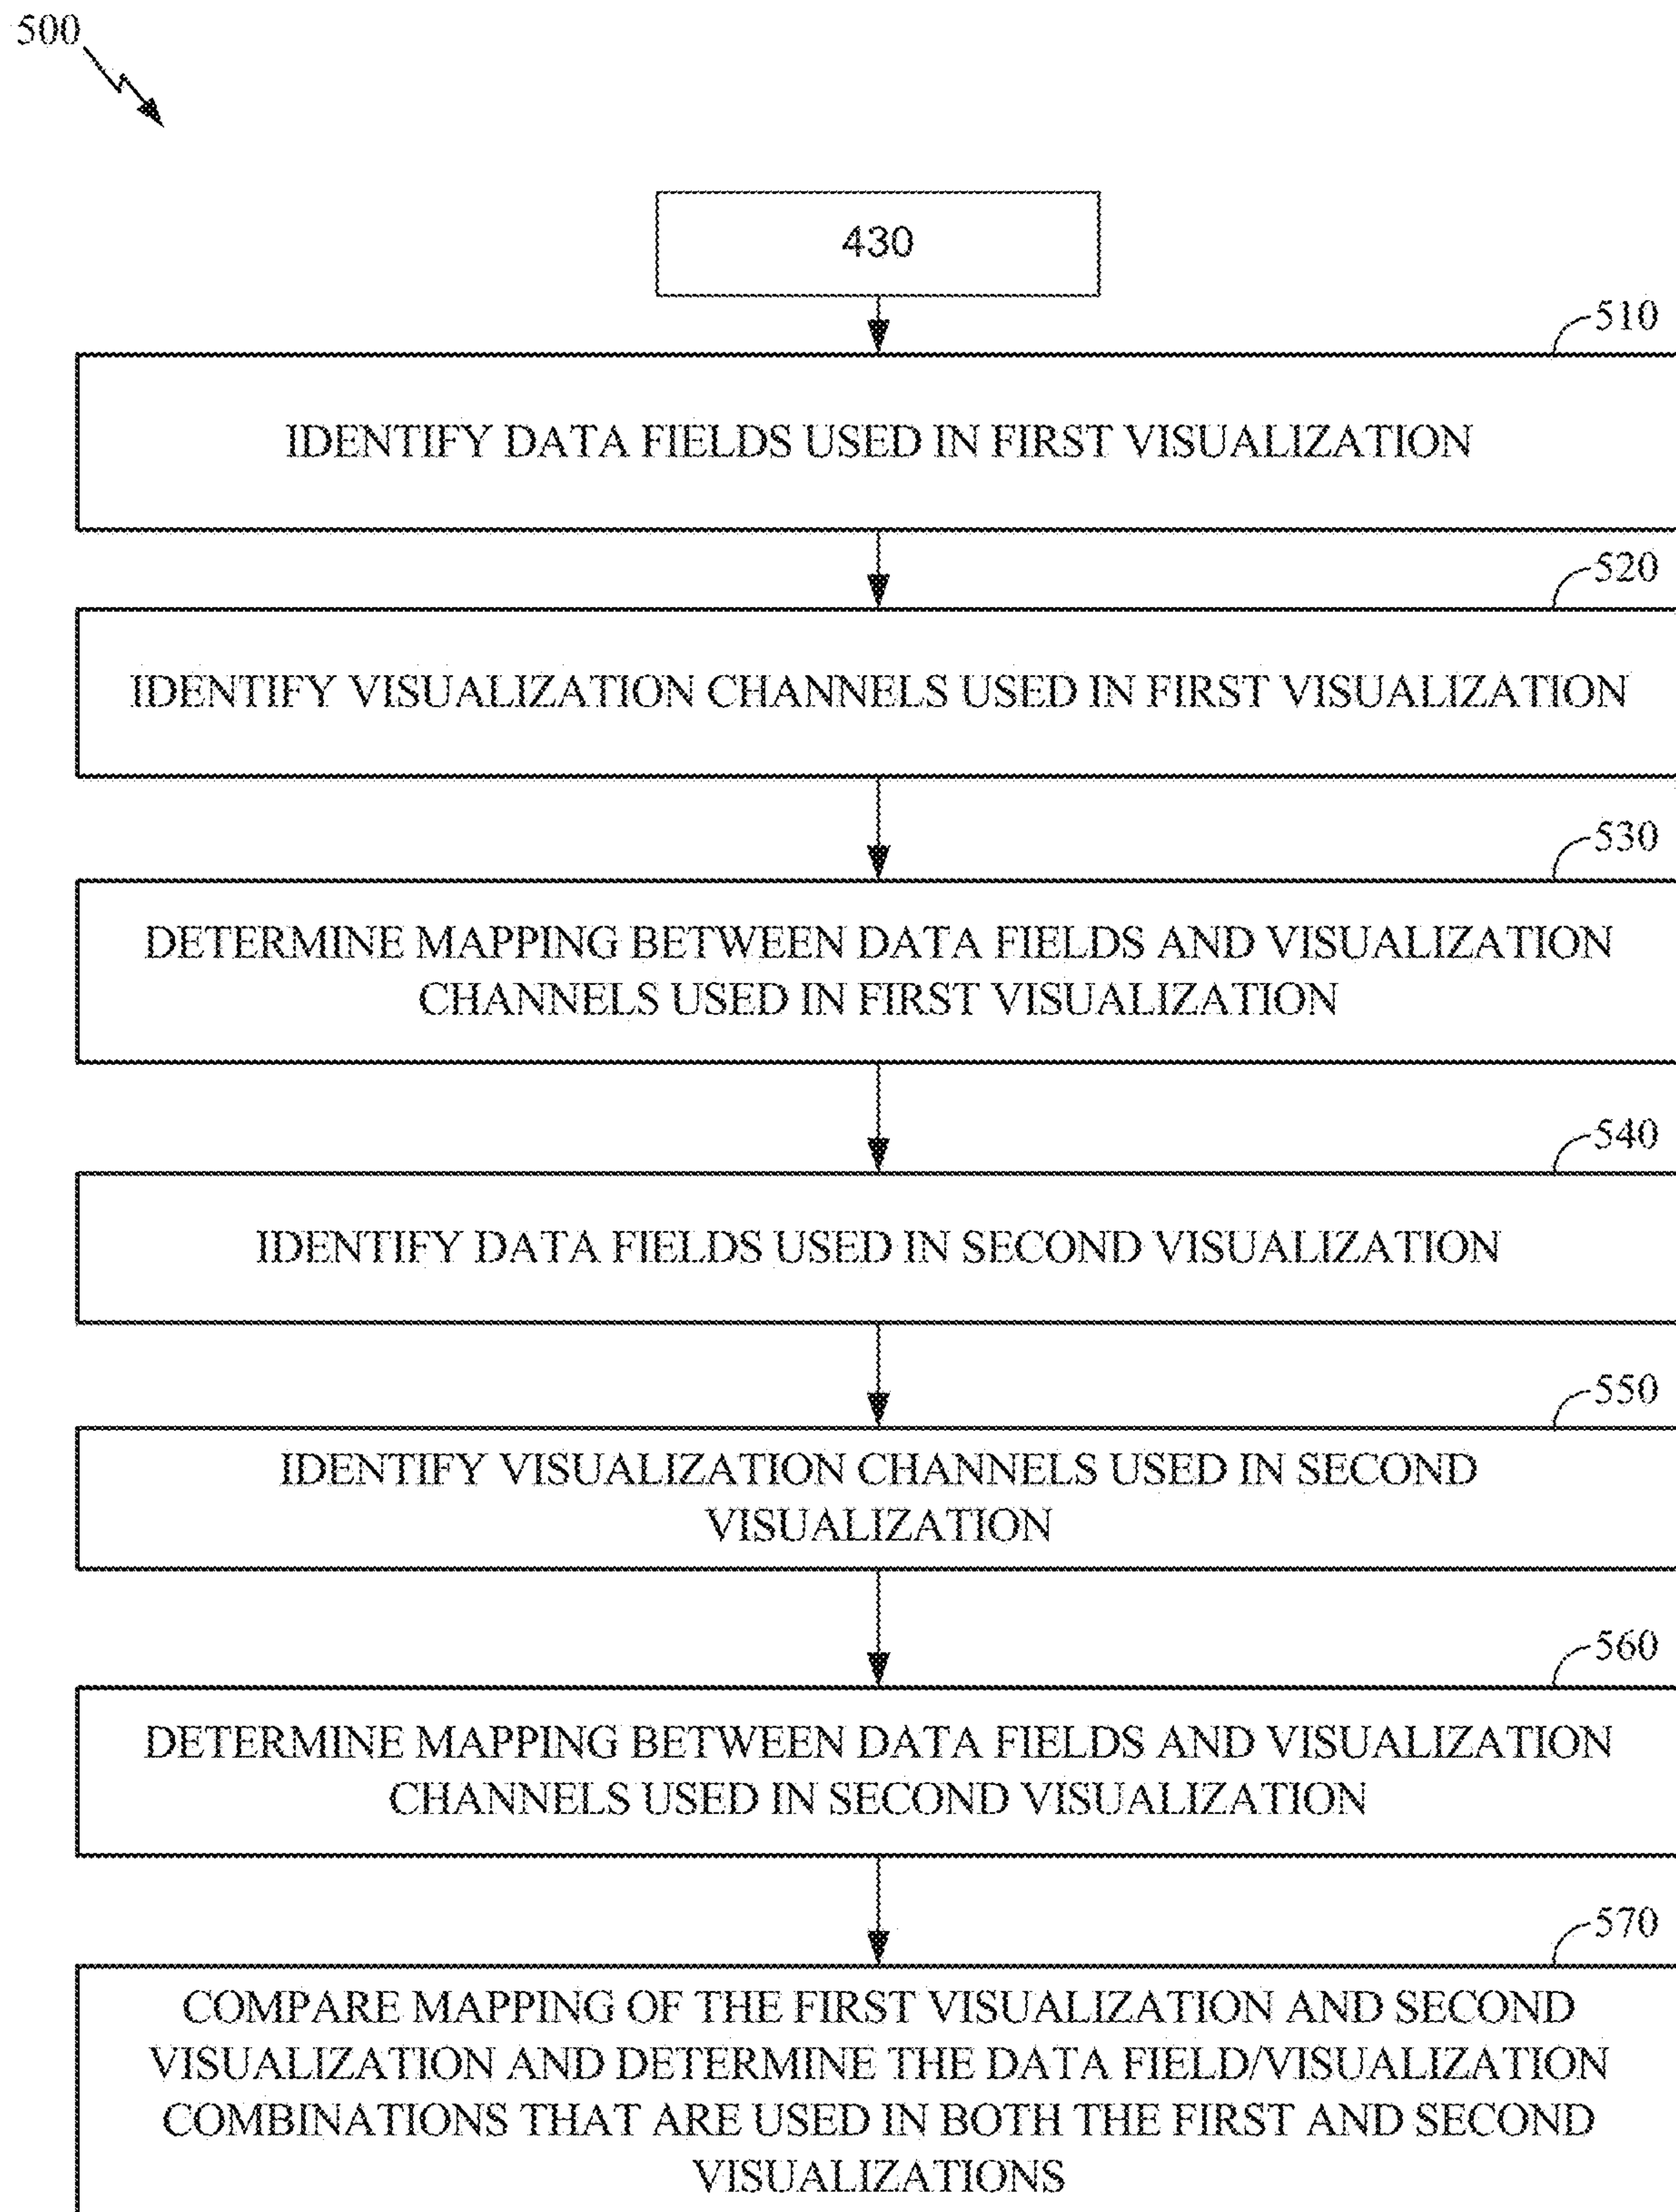 500
430
510
IDENTIFY DATA FIELDS USED IN FIRST VISUALIZATION
520
IDENTIFY VISUALIZATION CHANNELS USED IN FIRST VISUALIZATION
530
DETERMINE MAPPING BETWEEN DATA FIELDS AND VISUALIZATION
CHANNELS USED IN FIRST VISUALIZATION
540
IDENTIFY DATA FIELDS USED IN SECOND VISUALIZATION
550
IDENTIFY VISUALIZATION CHANNELS USED IN SECOND
VISUALIZATION
560
DETERMINE MAPPING BETWEEN DATA FIELDS AND VISUALIZATION
CHANNELS USED IN SECOND VISUALIZATION
570
COMPARE MAPPING OF THE FIRST VISUALIZATION AND SECOND
VISUALIZATION AND DETERMINE THE DATA FIELD/VISUALIZATION
COMBINATIONS THAT ARE USED IN BOTH THE FIRST AND SECOND
VISUALIZATIONS